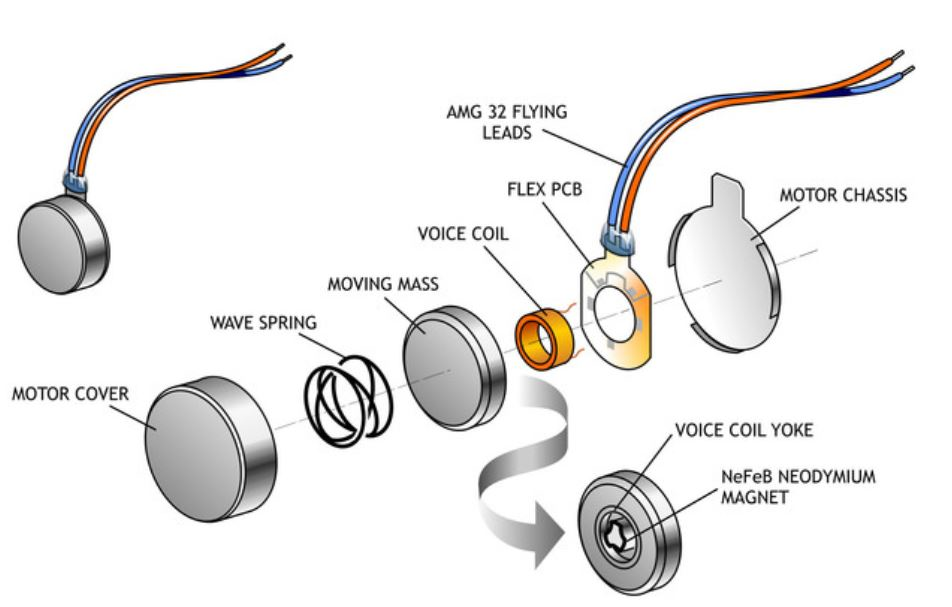 AMG 32 FLYING
LEADS
FLEX PCB
MOTOR CHASSIS
VOICE COIL
MOVING MASS
WAVE SPRING
MOTOR COVER
VOICE COIL YOKE
NeFeB NEODYMIUM
MAGNET